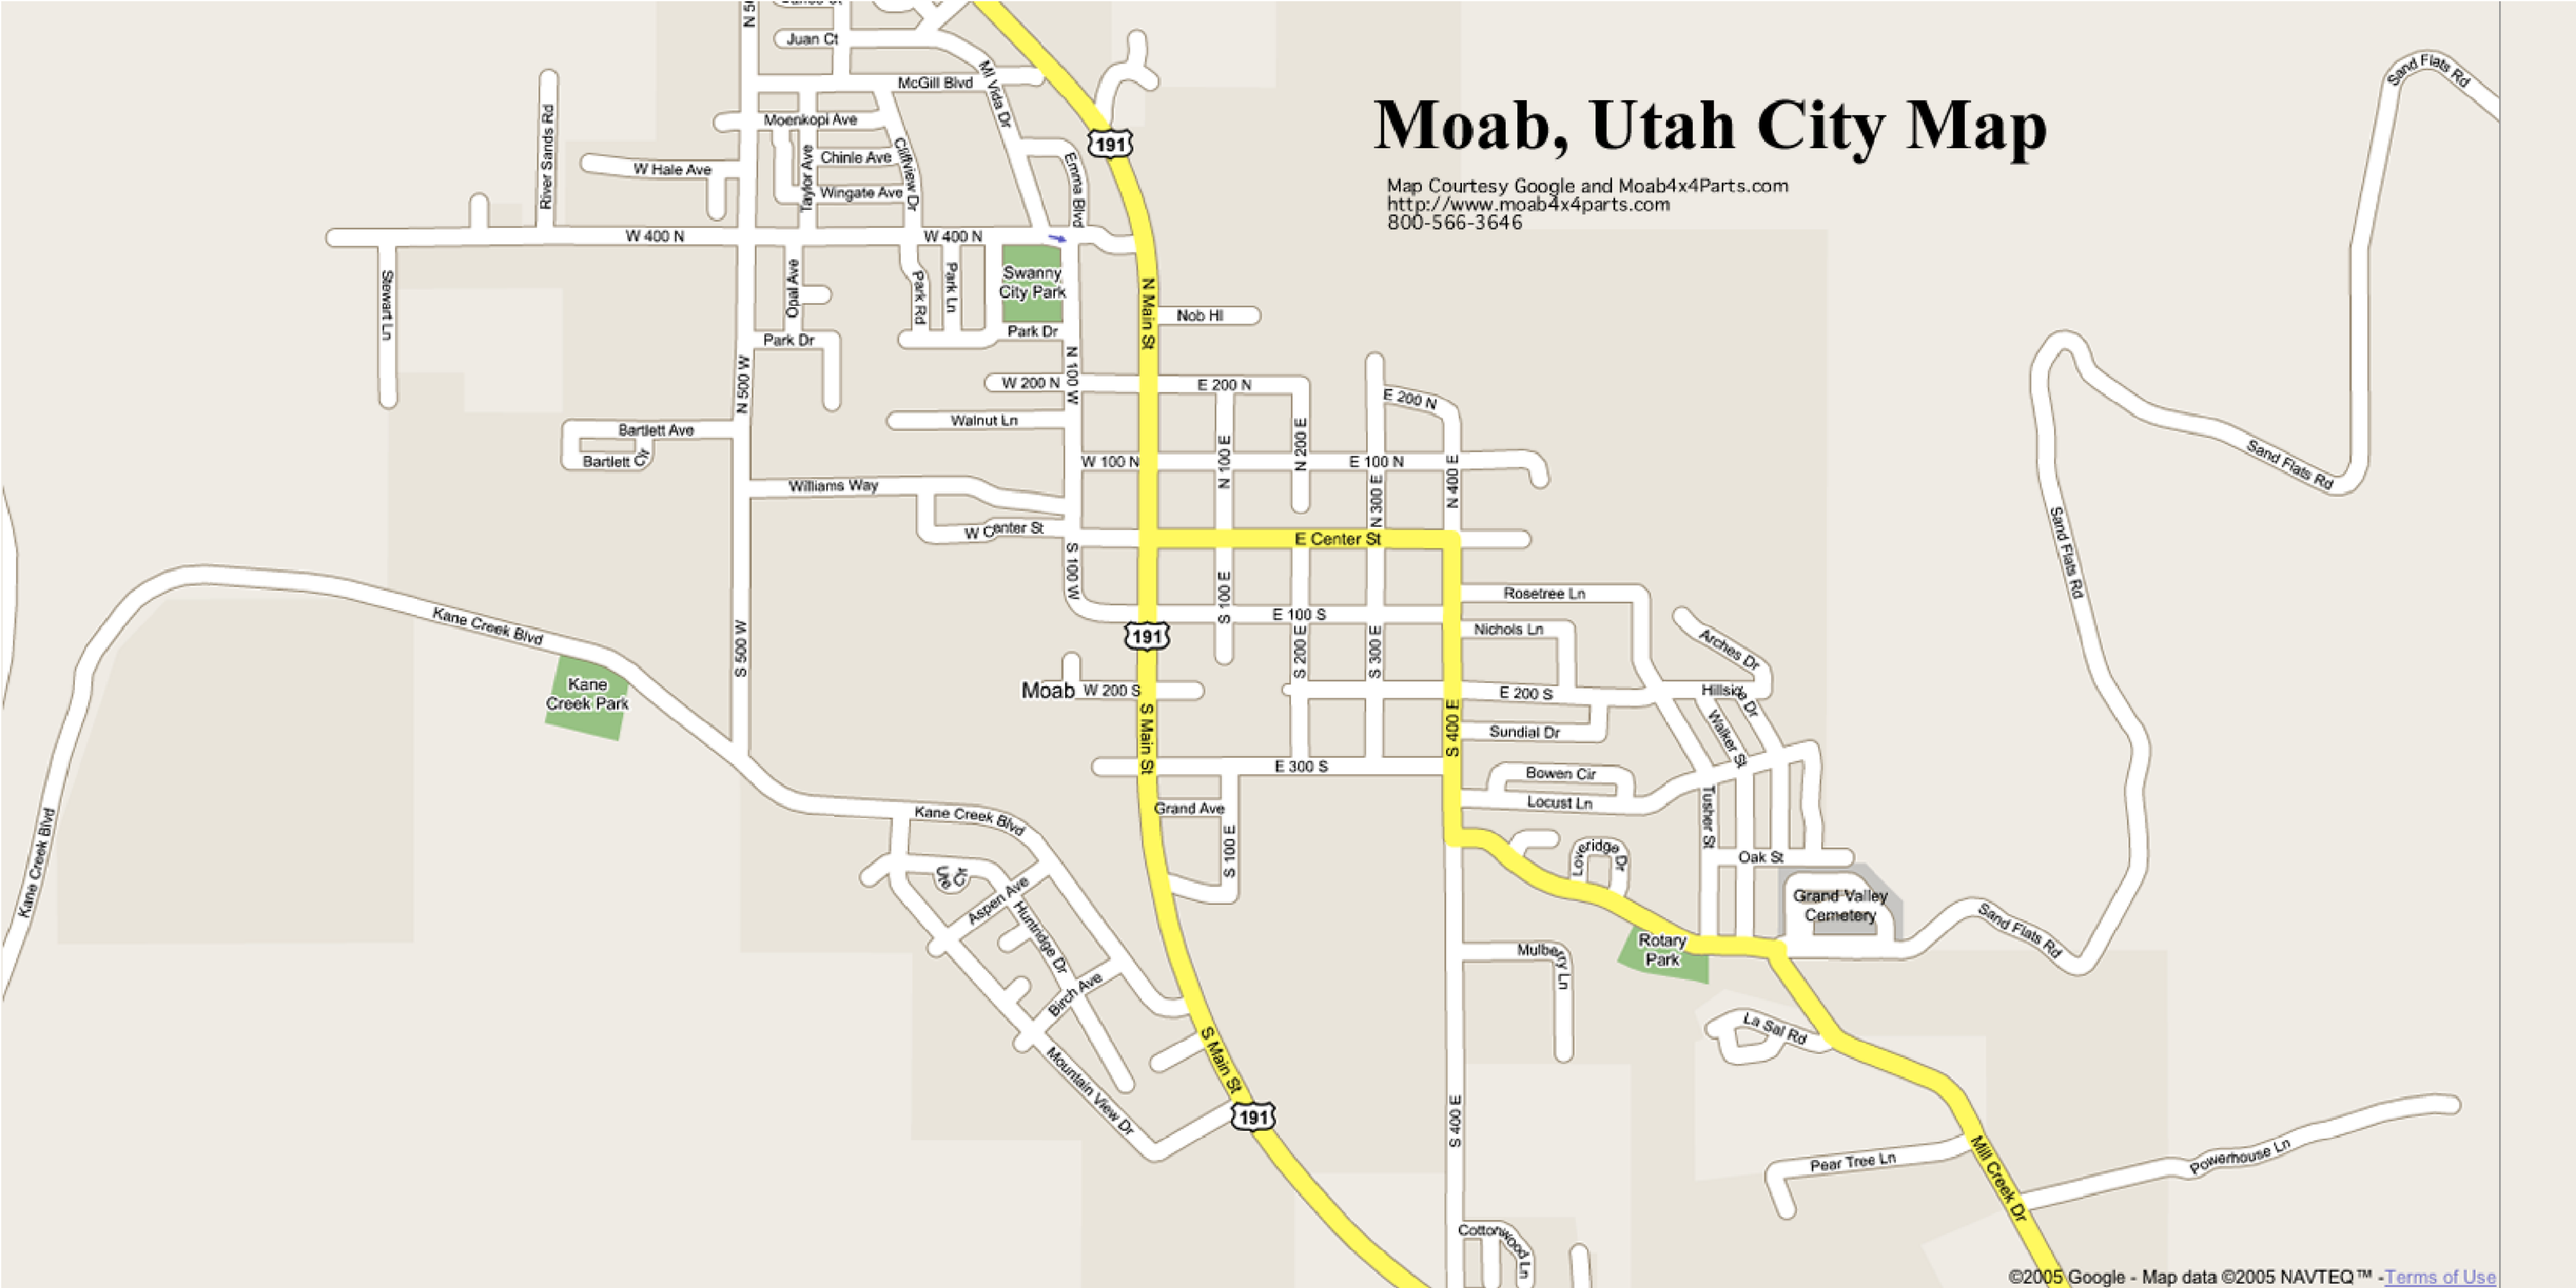 N 5
Juan Ct
McGill Blvd
Mi Vida Dr
Moenkopi Ave
River Sands Rd
Chinle Ave
Cliffview Dr
W Hale Ave
Taylor Ave
Wingate Ave
Emma Blvd
191
Moab, Utah City Map
Map Courtesy Google and Moab4x4Parts.com
http://www.moab4x4parts.com
800-566-3646
Sand Flats Rd
W 400 N
W 400 N
Stewart Ln
Opal Ave
Park Rd
Park Ln
Swanny
City Park
N Main St
Nob Hl
Park Dr
Park Dr
N 500 W
N 100 W
W 200 N
E 200 N
E 200 N
Walnut Ln
Bartlett Ave
Bartlett Cir
N 100 E
N 200 E
W 100 N
E 100 N
N 300 E
N 400 E
Sand Flats Rd
Williams Way
W Center St
E Center St
Sand Flats Rd
S 100 W
S 100 E
Rosetree Ln
Kane Creek Blvd
E 100 S
Nichols Ln
191
S 500 W
S 200 E
S 300 E
Arches Dr
Kane
Creek Park
Moab
W 200 S
E 200 S
Hillside Dr
S Main St
S 400 E
Sundial Dr
Walker St
E 300 S
Bowen Cir
Locust Ln
Grand Ave
Kane Creek Blvd
Kane Creek Blvd
S 100 E
Tusher St
Loveridge Dr
Oak St
Ute Cir
Aspen Ave
Grand Valley
Cemetery
Huntridge Dr
Sand Flats Rd
Rotary
Park
Mulberry Ln
Birch Ave
La Sal Rd
S Main St
Mountain View Dr
191
S 400 E
Pear Tree Ln
Mill Creek Dr
Powerhouse Ln
Cottonwood Ln
©2005 Google - Map data ©2005 NAVTEQ™ - Terms of Use